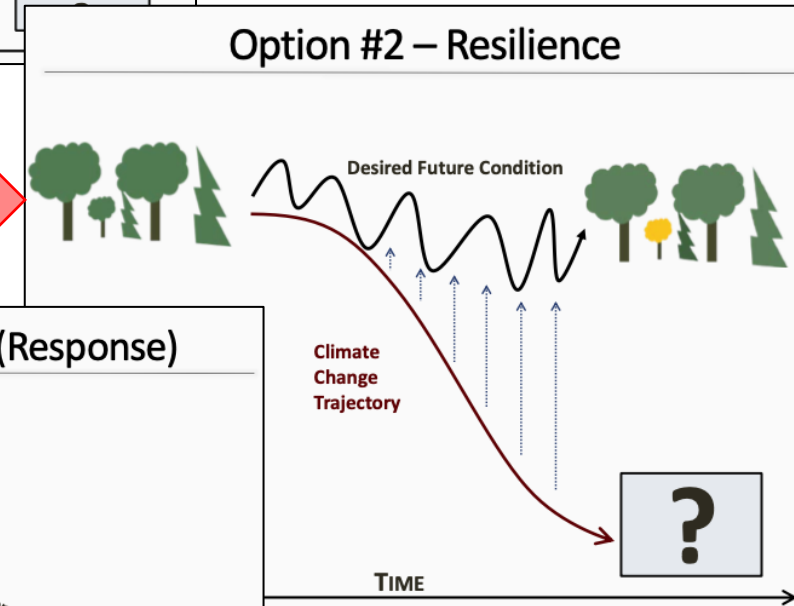 Option #2 – Resilience
Desired Future Condition
(Response)
Climate
Change
Trajectory
?
TIME